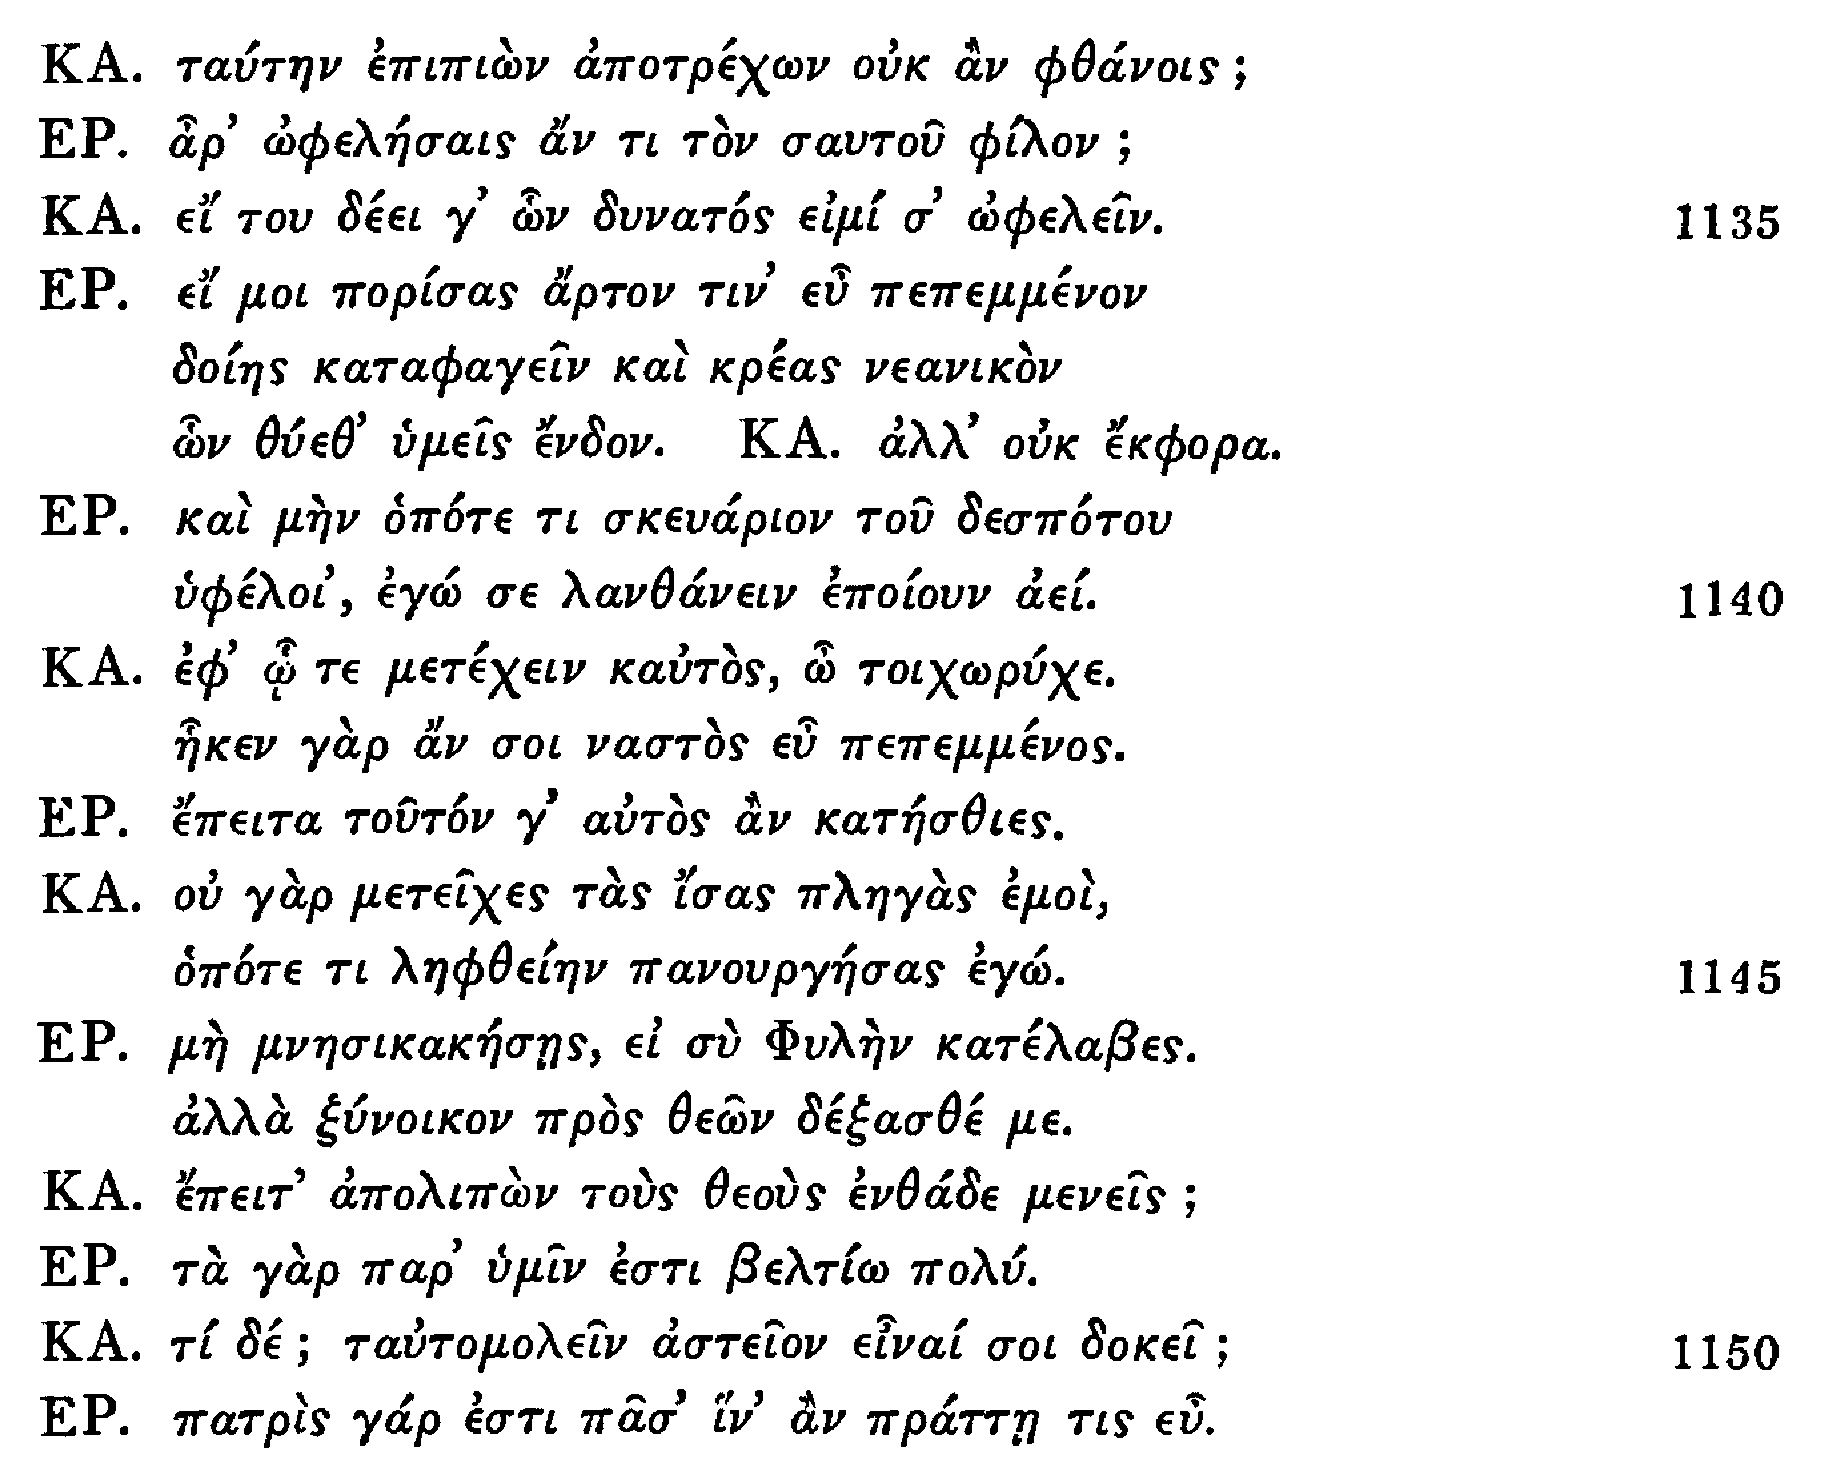 ΚΑ. ταύτην ἐπιπιὼν ἀποτρέχων οὐκ ἂν φθάνοις ;
ΕΡ. ἆρ’ ὠφελήσαις ἄν τι τὸν σαυτοῦ φίλον ;
ΚΑ. εἴ του δέει γ’ ὧν δυνατός εἰμί σ’ ὠφελεῖν. 1135
ΕΡ. εἴ μοι πορίσας ἄρτον τιν’ εὖ πεπεμμένον
δοίης καταφαγεῖν καὶ κρέας νεανικὸν
ὧν θύεθ’ ὑμεῖς ἔνδον. ΚΑ. ἀλλ’ οὐκ ἔκφορα.
ΕΡ. καὶ μὴν ὁπότε τι σκευάριον τοῦ δεσπότου
ὑφέλοι’, ἐγώ σε λανθάνειν ἐποίουν ἀεί. 1140
ΚΑ. ἐφ’ ᾧ τε μετέχειν καὐτὸς, ὦ τοιχωρύχε.
ἧκεν γὰρ ἄν σοι ναστὸς εὖ πεπεμμένος.
ΕΡ. ἔπειτα τοῦτόν γ’ αὐτὸς ἂν κατήσθιες.
ΚΑ. οὐ γὰρ μετεῖχες τὰς ἴσας πληγὰς ἐμοὶ,
ὁπότε τι ληφθείην πανουργήσας ἐγώ. 1145
ΕΡ. μὴ μνησικακήσῃς, εἰ σὺ Φυλὴν κατέλαβες.
ἀλλὰ ξύνοικον πρὸς θεῶν δέξασθέ με.
ΚΑ. ἔπειτ’ ἀπολιπὼν τοὺς θεοὺς ἐνθάδε μενεῖς ;
ΕΡ. τὰ γὰρ παρ’ ὑμῖν ἐστι βελτίω πολύ.
ΚΑ. τί δέ ; ταὐτομολεῖν ἀστεῖον εἶναί σοι δοκεῖ ; 1150
ΕΡ. πατρὶς γάρ ἐστι πᾶσ’ ἵν’ ἂν πράττῃ τις εὖ.